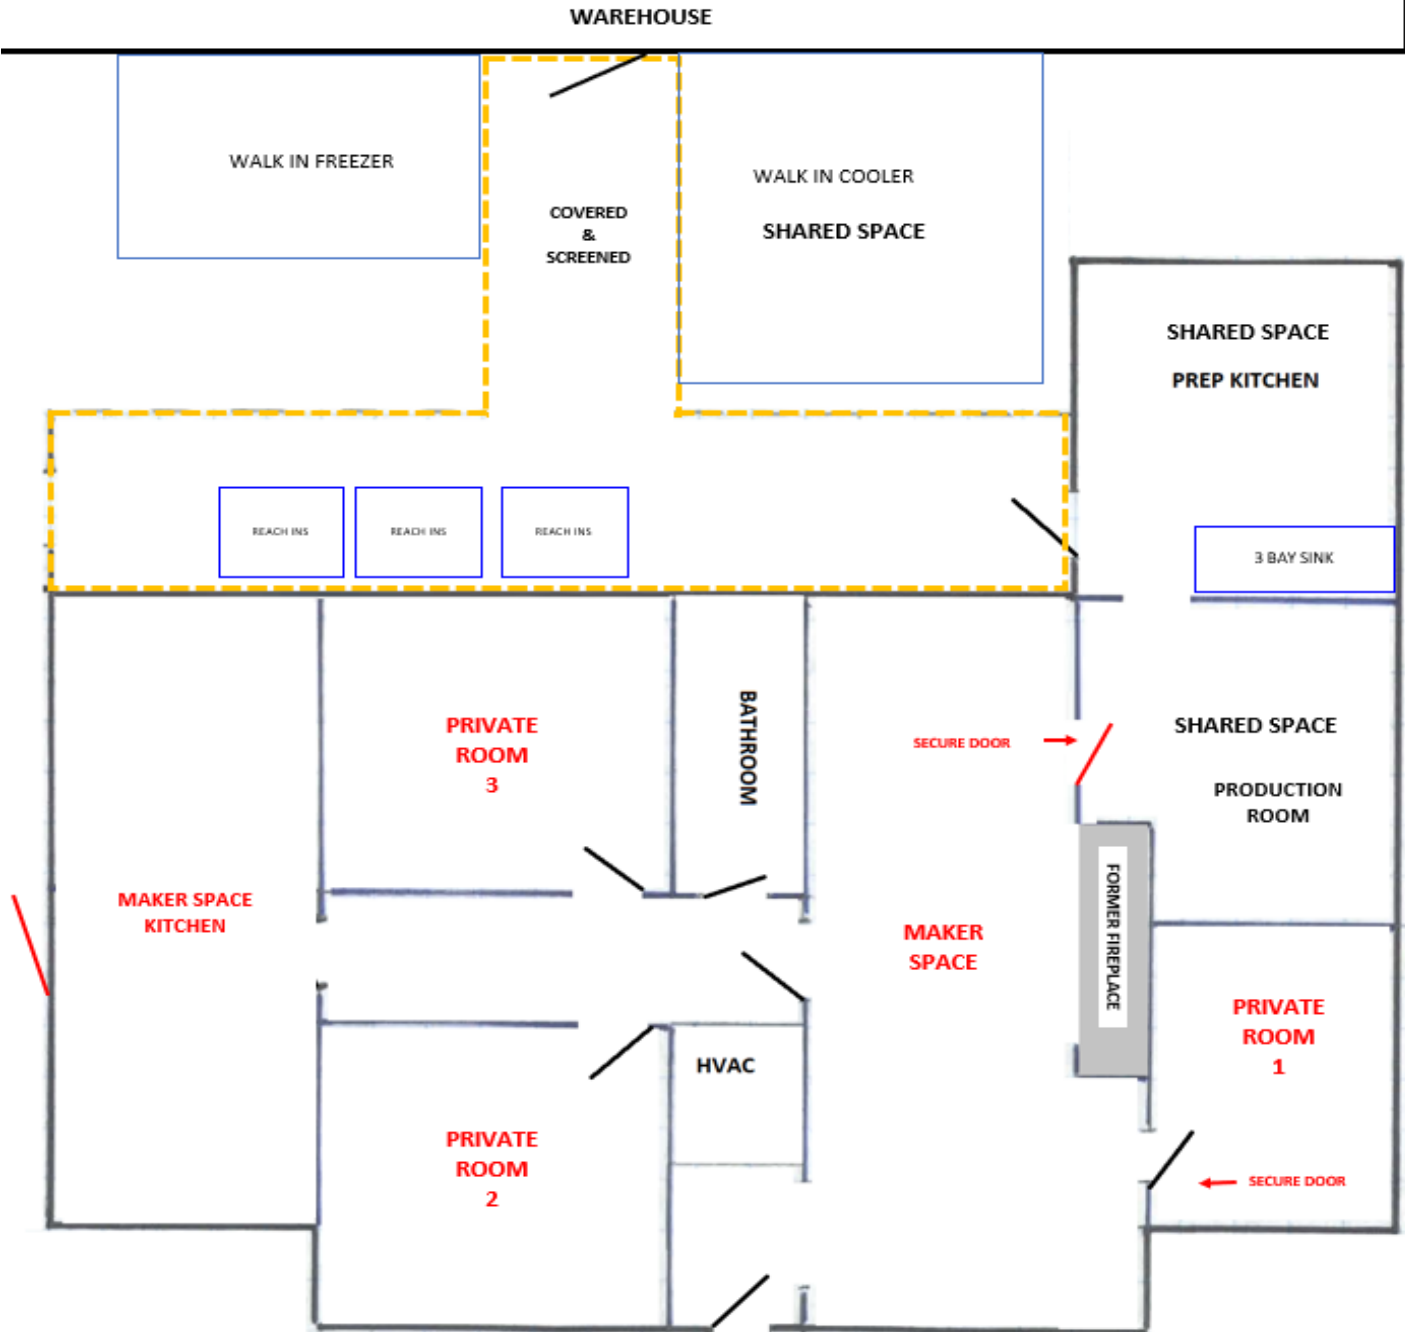 WAREHOUSE
WALK IN FREEZER
WALK IN COOLER
SHARED SPACE
COVERED
&
SCREENED
SHARED SPACE
PREP KITCHEN
REACH INS
REACH INS
REACH INS
3 BAY SINK
PRIVATE
ROOM
3
BATHROOM
SECURE DOOR
SHARED SPACE
PRODUCTION
ROOM
MAKER SPACE
KITCHEN
MAKER
SPACE
FORMER FIREPLACE
PRIVATE
ROOM
1
HVAC
PRIVATE
ROOM
2
SECURE DOOR